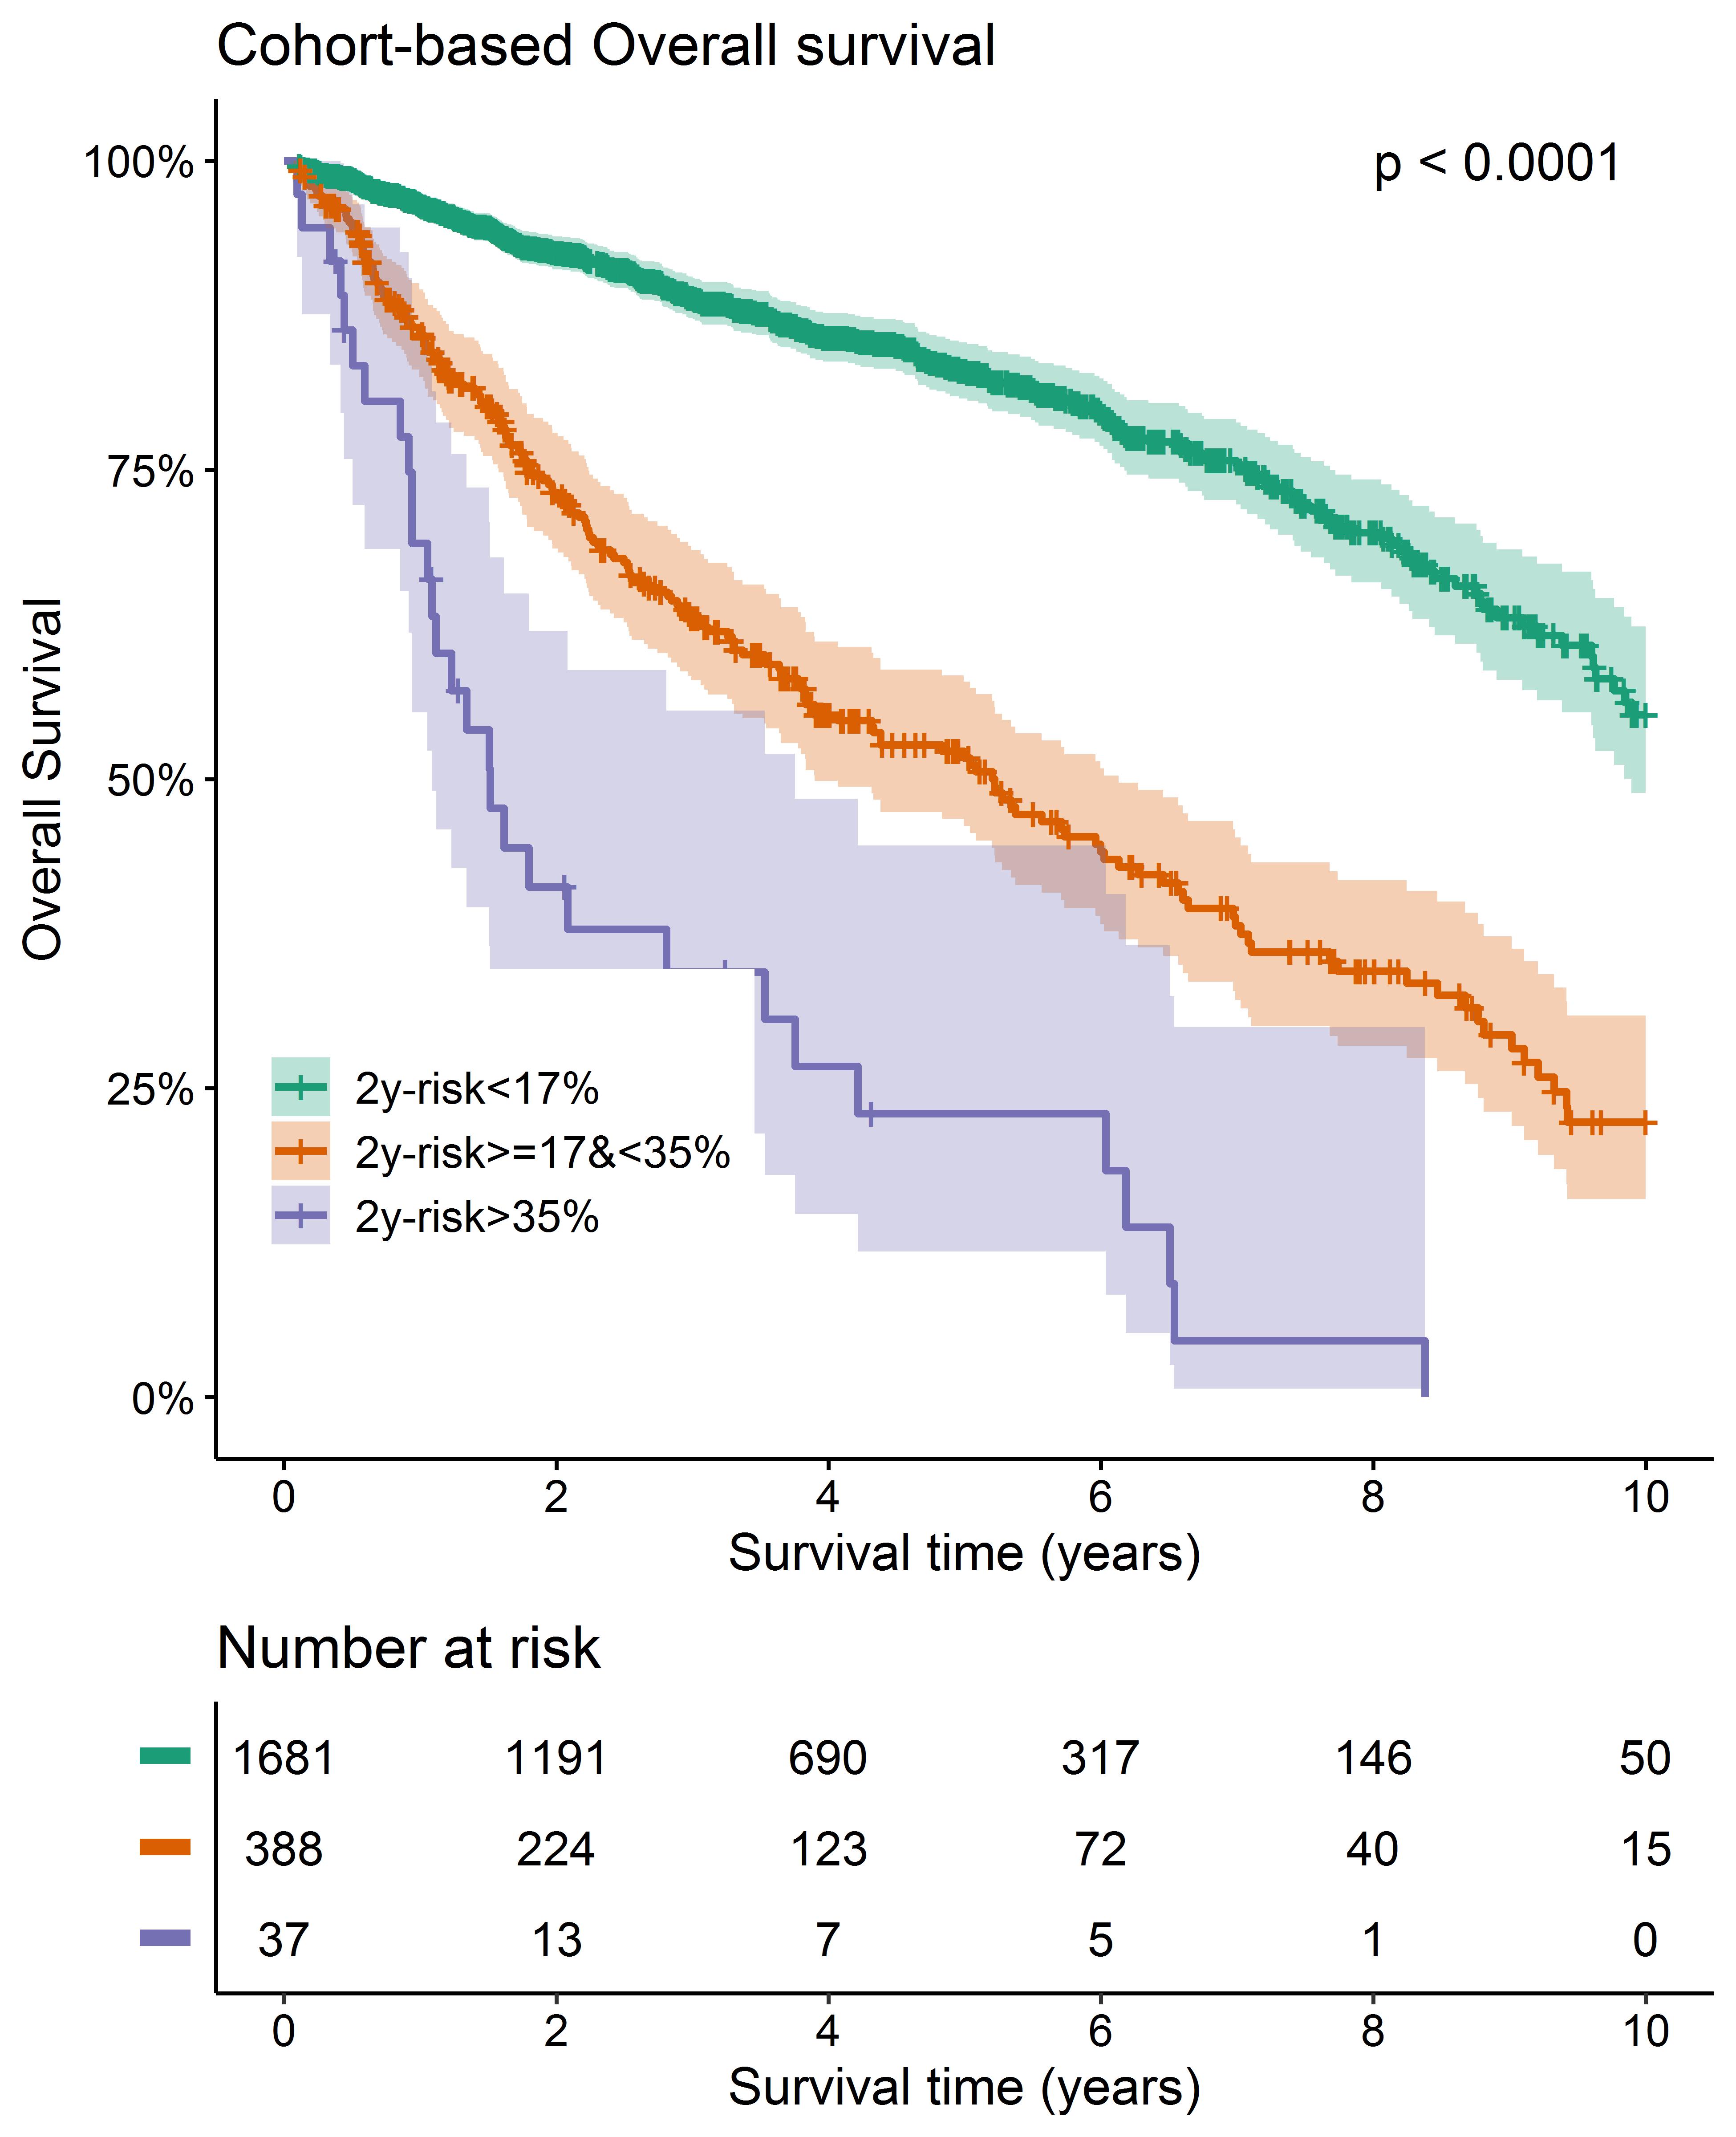 Cohort-based Overall survival
p < 0.0001
100%
75%
50%
25%
0%
Overall Survival
2y-risk<17%
2y-risk>=17&<35%
2y-risk>35%
0 2 4 6 8 10
Survival time (years)
Number at risk
1681 1191 690 317 146 50
388 224 123 72 40 15
37 13 7 5 1 0
0 2 4 6 8 10
Survival time (years)